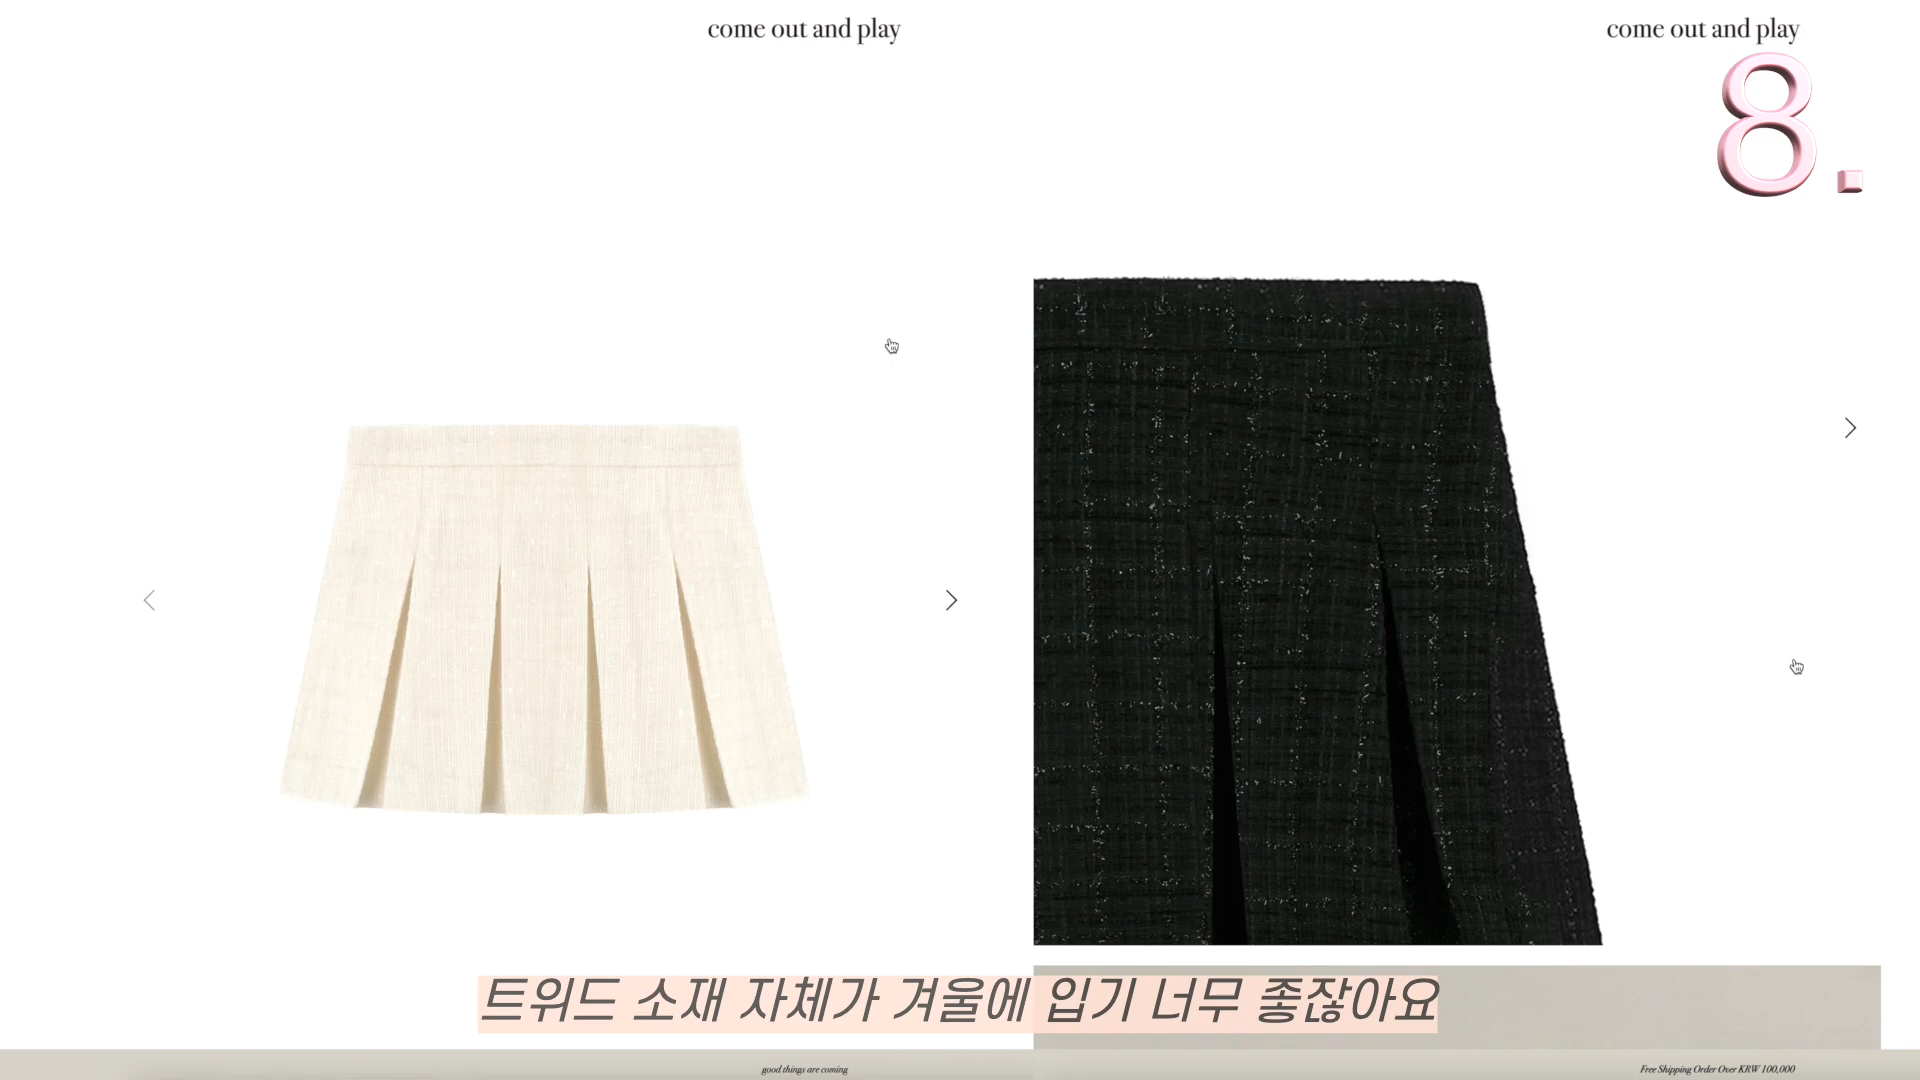 come out and play
come out and play
8.
트위드 소재 자체가 겨울에 입기 너무 좋잖아요
good things are coming
Free Shipping Order Over KRW 100,000